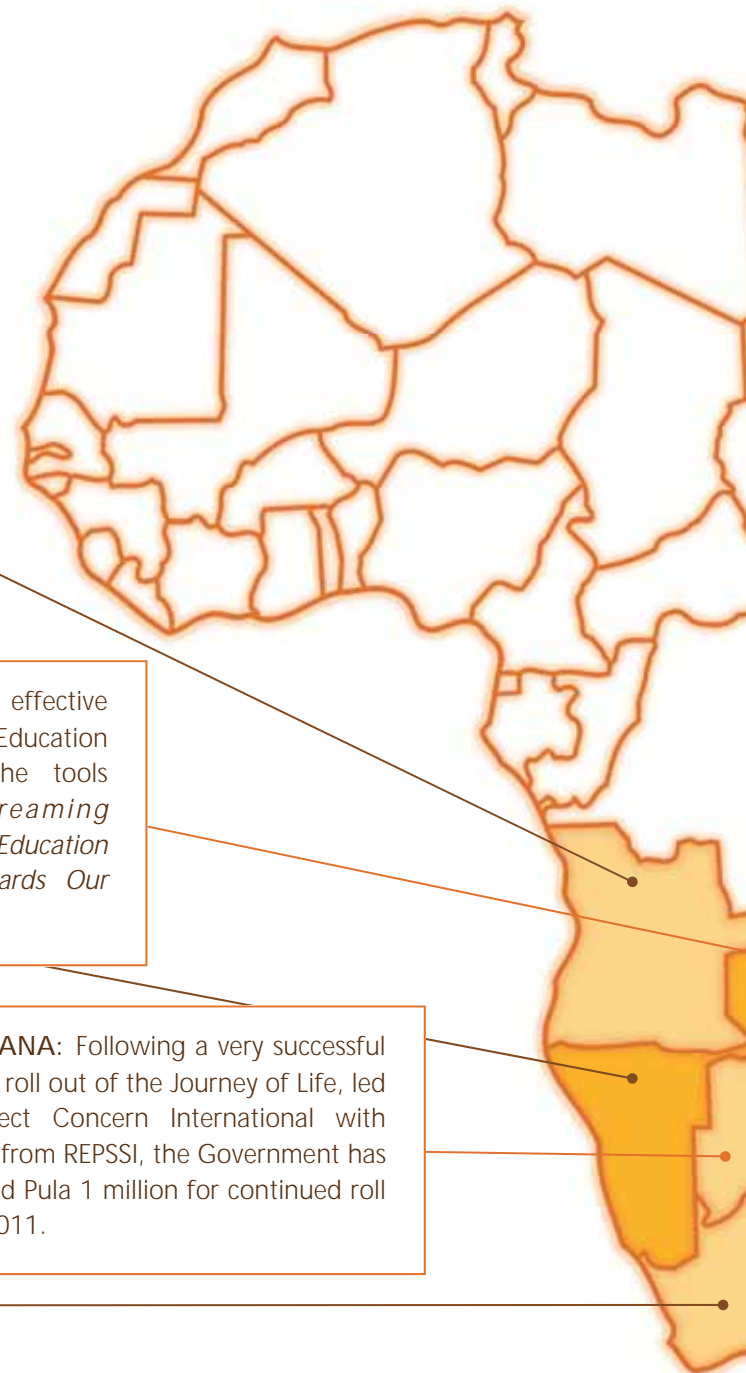 effective
Education
he tools
reaming
Education
ards Our
ANA: Following a very successful
roll out of the Journey of Life, led
ect Concern International with
from REPSSI, the Government has
d Pula 1 million for continued roll
011.